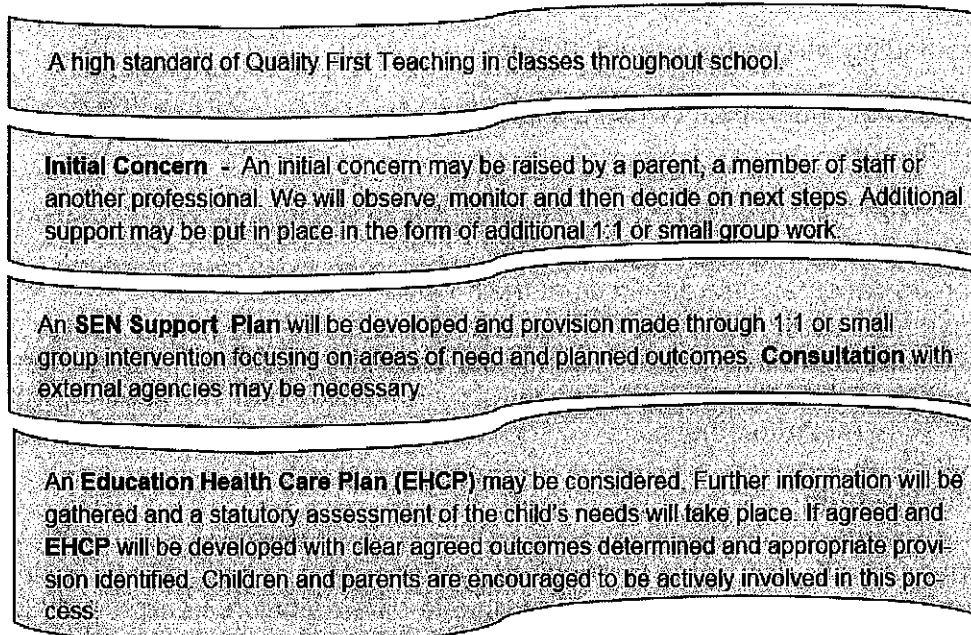 A high standard of Quality First Teaching in classes throughout school.
Initial Concern - An initial concern may be raised by a parent, a member of staff or
another professional. We will observe, monitor and then decide on next steps. Additional
support may be put in place in the form of additional 1:1 or small group work.
An SEN Support Plan will be developed and provision made through 1:1 or small
group intervention focusing on areas of need and planned outcomes. Consultation with
external agencies may be necessary.
An Education Health Care Plan (EHCP) may be considered. Further information will be
gathered and a statutory assessment of the child's needs will take place. If agreed and
EHCP will be developed with clear agreed outcomes determined and appropriate provi-
sion identified. Children and parents are encouraged to be actively involved in this pro-
cess.